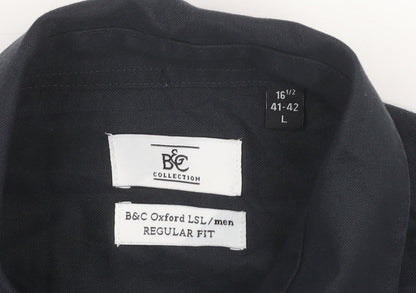 16 1/2
41-42
L
B&C
COLLECTION
B&C Oxford LSL/men
REGULAR FIT